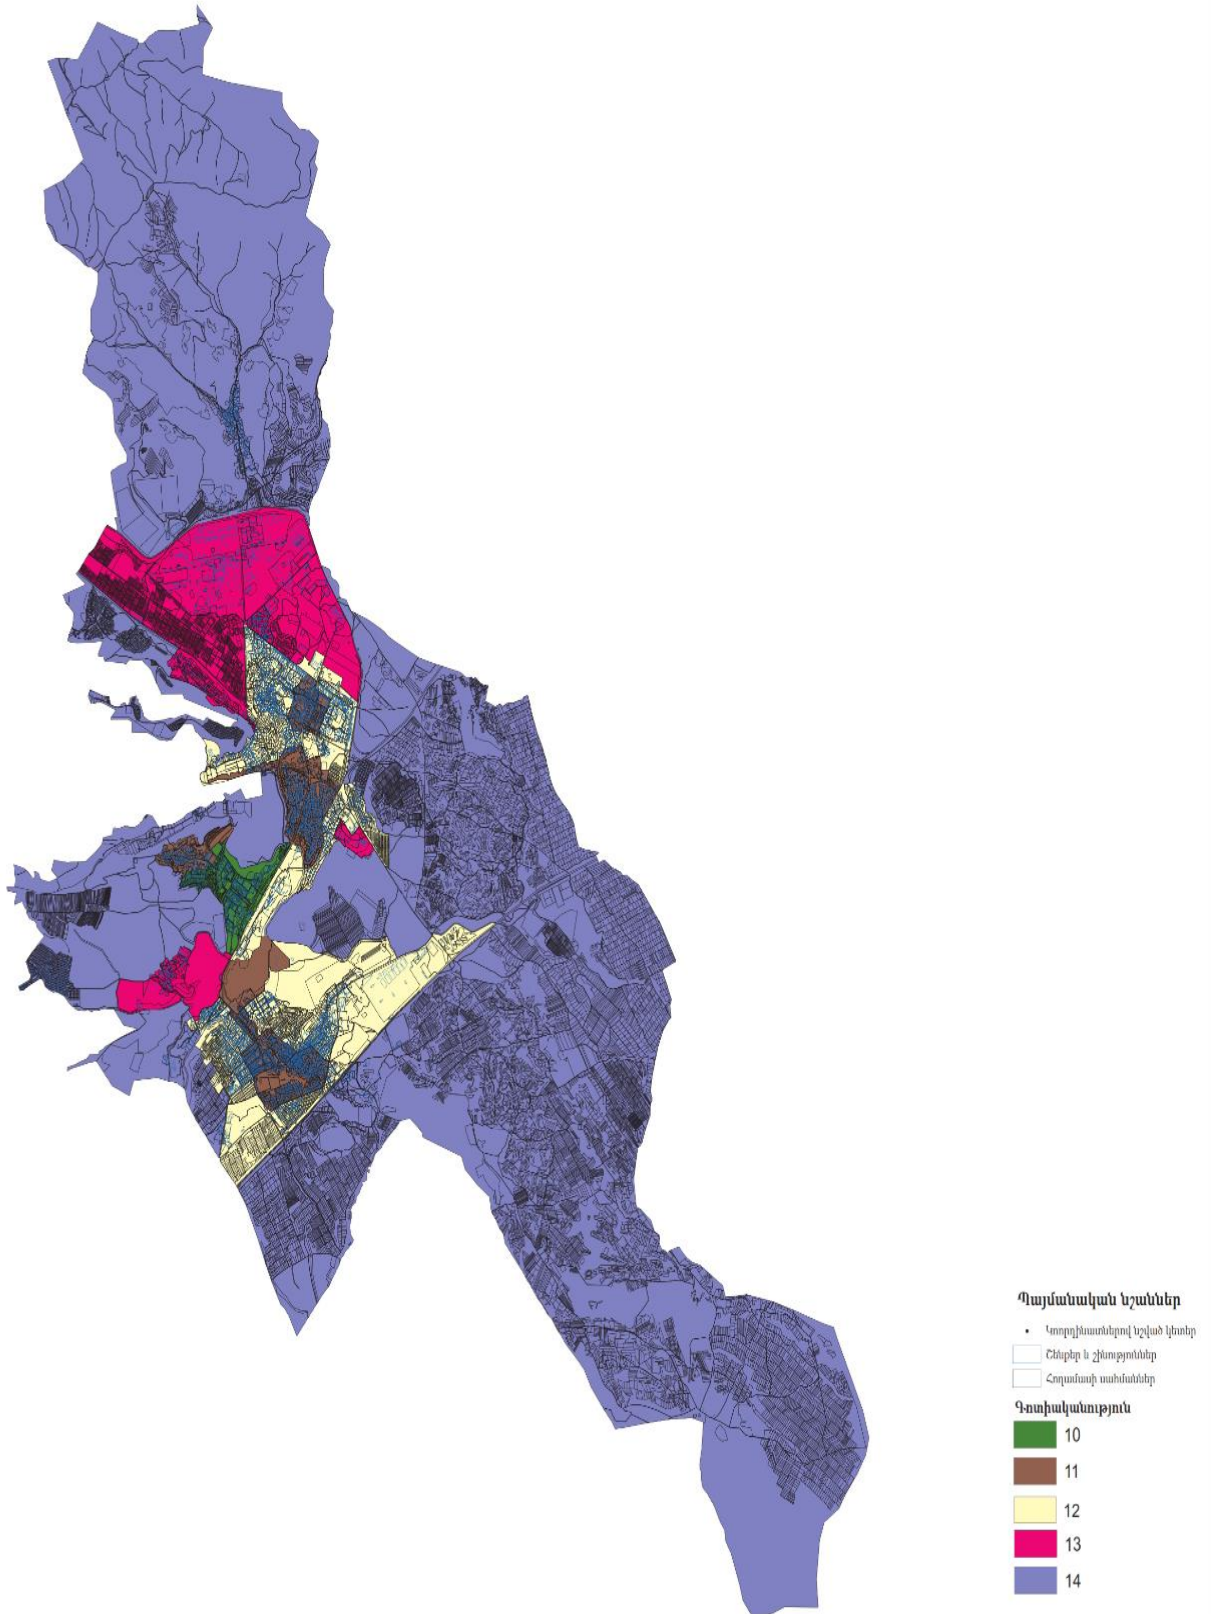 Պայմանական նշաններ
Կոորդինատներով նշված կետեր
Շենքեր և շինություններ
Հողամասի սահմաններ
Գոտիականություն
10
11
12
13
14